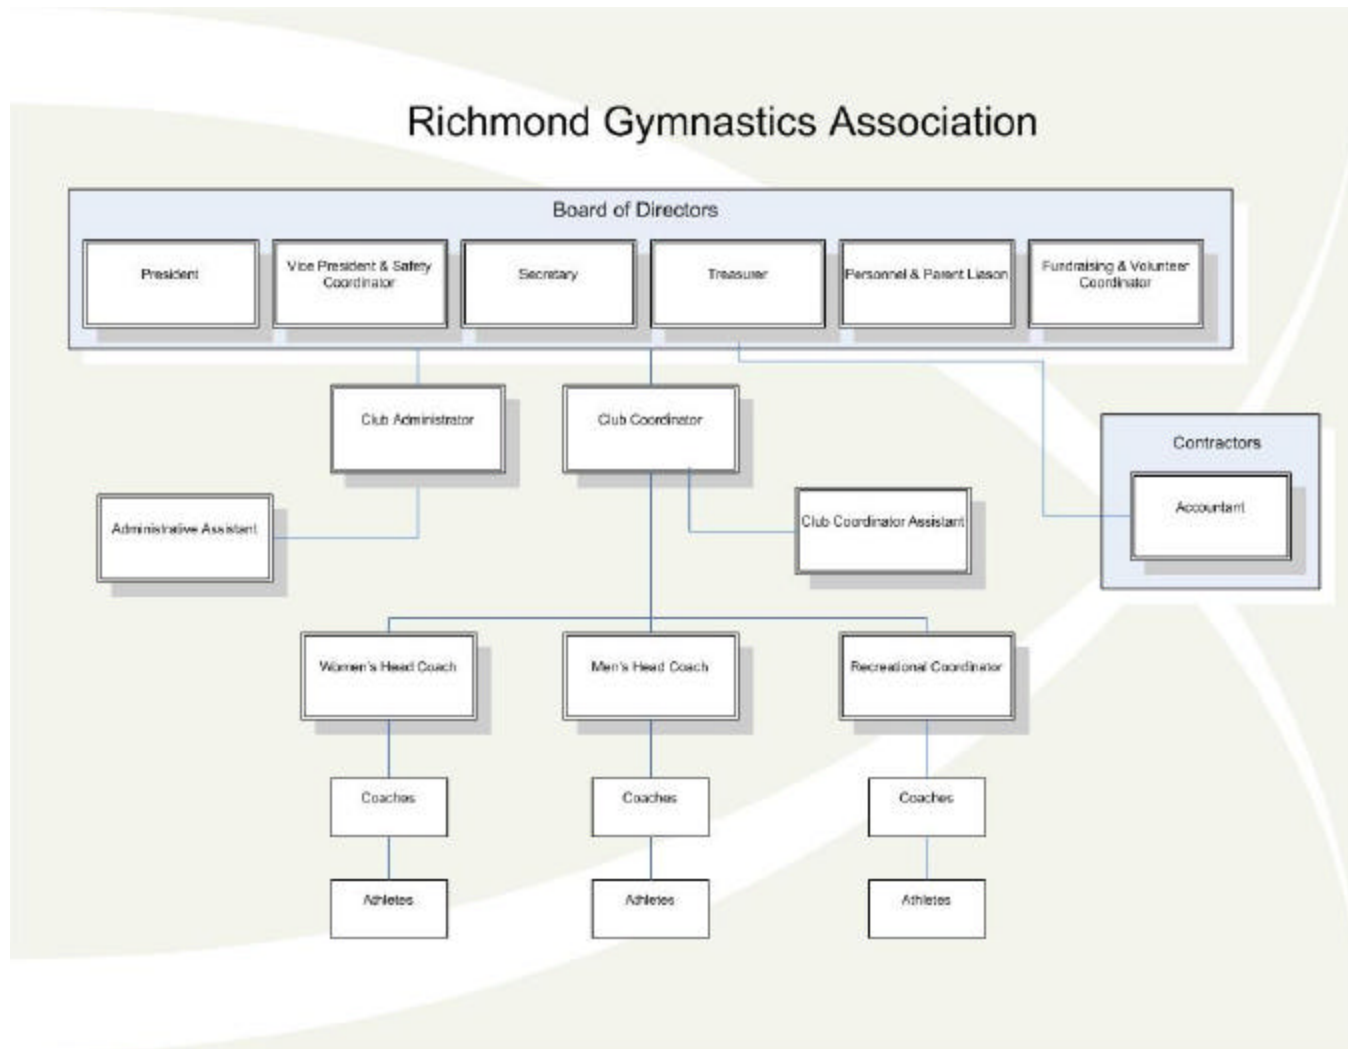 Richmond Gymnastics Association
Board of Directors
President
Vice President & Safety
Coordinator
Secretary
Treasurer
Personnel & Parent Liason
Fundraising & Volunteer
Coordinator
Club Administrator
Club Coordinator
Contractors
Accountant
Administrative Assistant
Club Coordinator Assistant
Women's Head Coach
Men's Head Coach
Recreational Coordinator
Coaches
Coaches
Coaches
Athletes
Athletes
Athletes